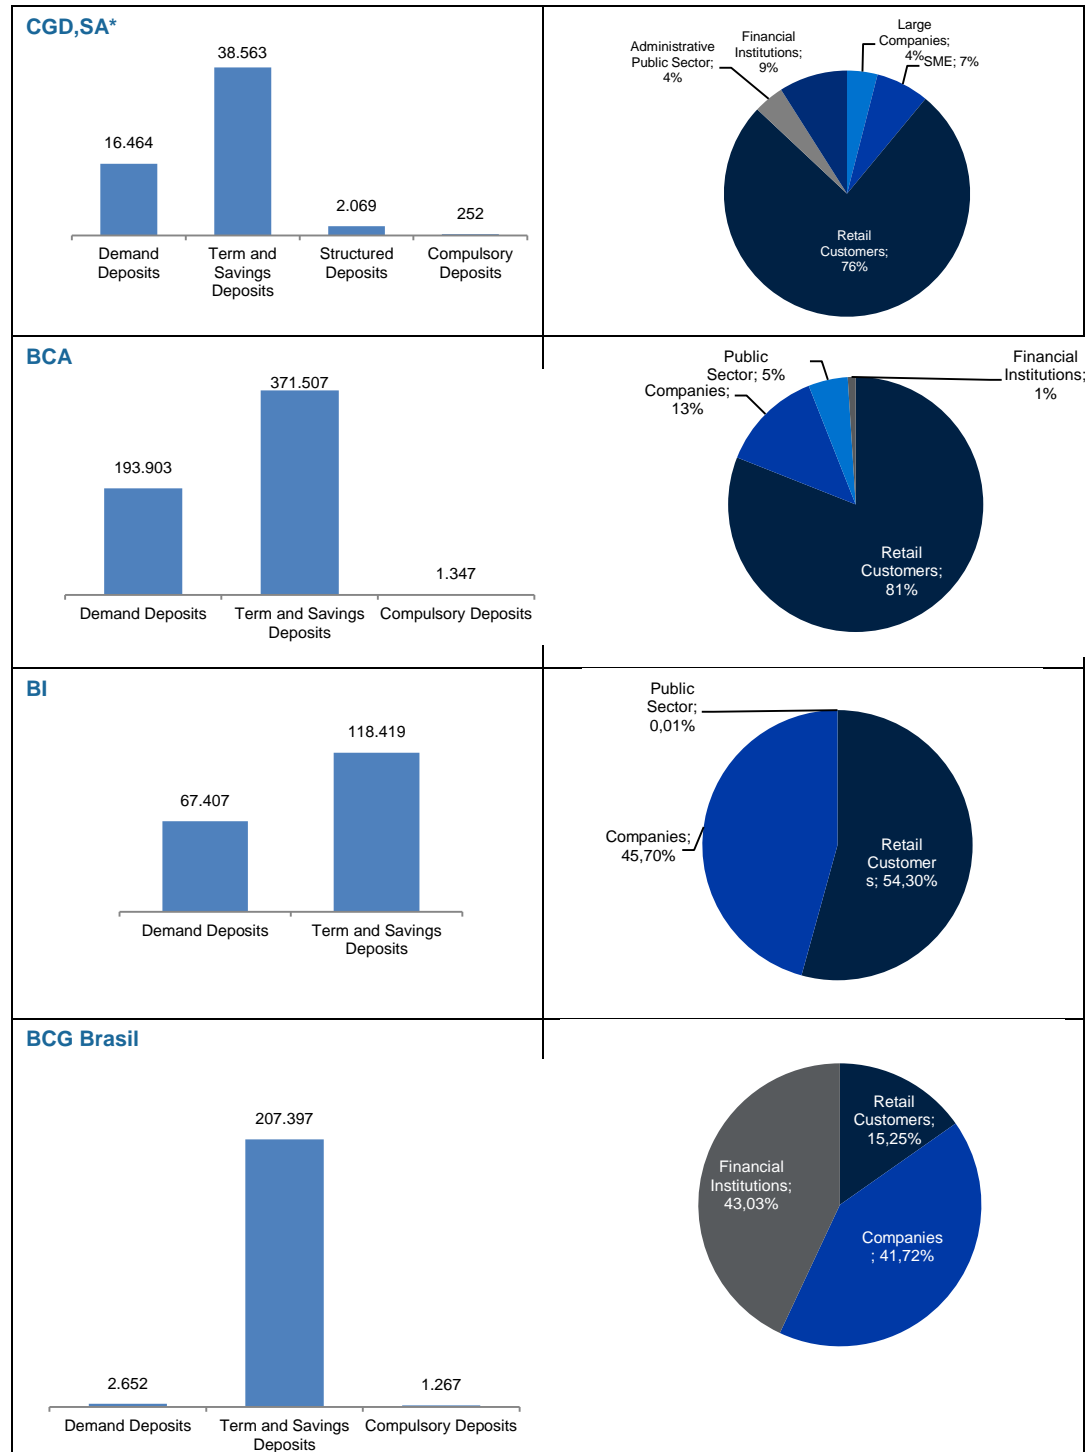 CGD,SA*
38.563
16.464
2.069
252
Demand
Deposits
Term and
Savings
Deposits
Structured
Deposits
Compulsory
Deposits
Administrative
Public Sector;
4%
Financial
Institutions;
9%
Large
Companies;
4%
SME; 7%
Retail
Customers;
76%
BCA
371.507
193.903
1.347
Demand Deposits
Term and Savings
Deposits
Compulsory Deposits
Public
Sector; 5%
Companies;
13%
Financial
Institutions;
1%
Retail
Customers;
81%
BI
118.419
67.407
Demand Deposits
Term and Savings
Deposits
Public
Sector;
0,01%
Companies;
45,70%
Retail
Customer
s; 54,30%
BCG Brasil
207.397
2.652
1.267
Demand Deposits
Term and Savings
Deposits
Compulsory Deposits
Retail
Customers;
15,25%
Financial
Institutions;
43,03%
Companies
; 41,72%